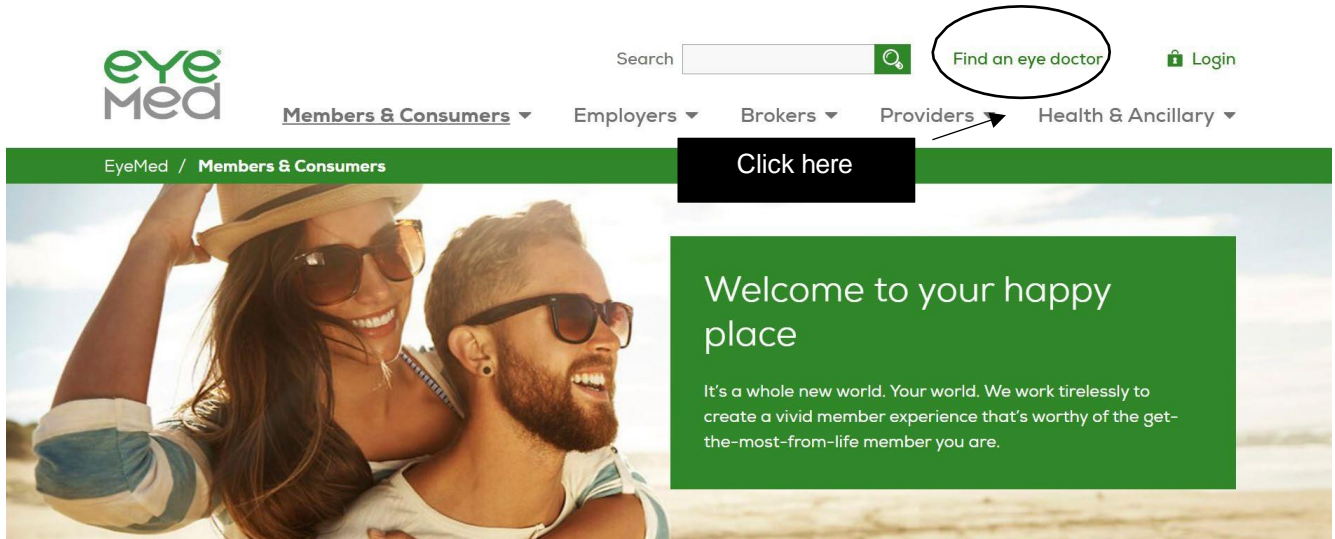 eye
Med
Search
Find an eye doctor
Login
Members & Consumers
Employers
Brokers
Providers
Health & Ancillary
EyeMed / Members & Consumers
Click here
Welcome to your happy
place
It's a whole new world. Your world. We work tirelessly to
create a vivid member experience that's worthy of the get-
the-most-from-life member you are.